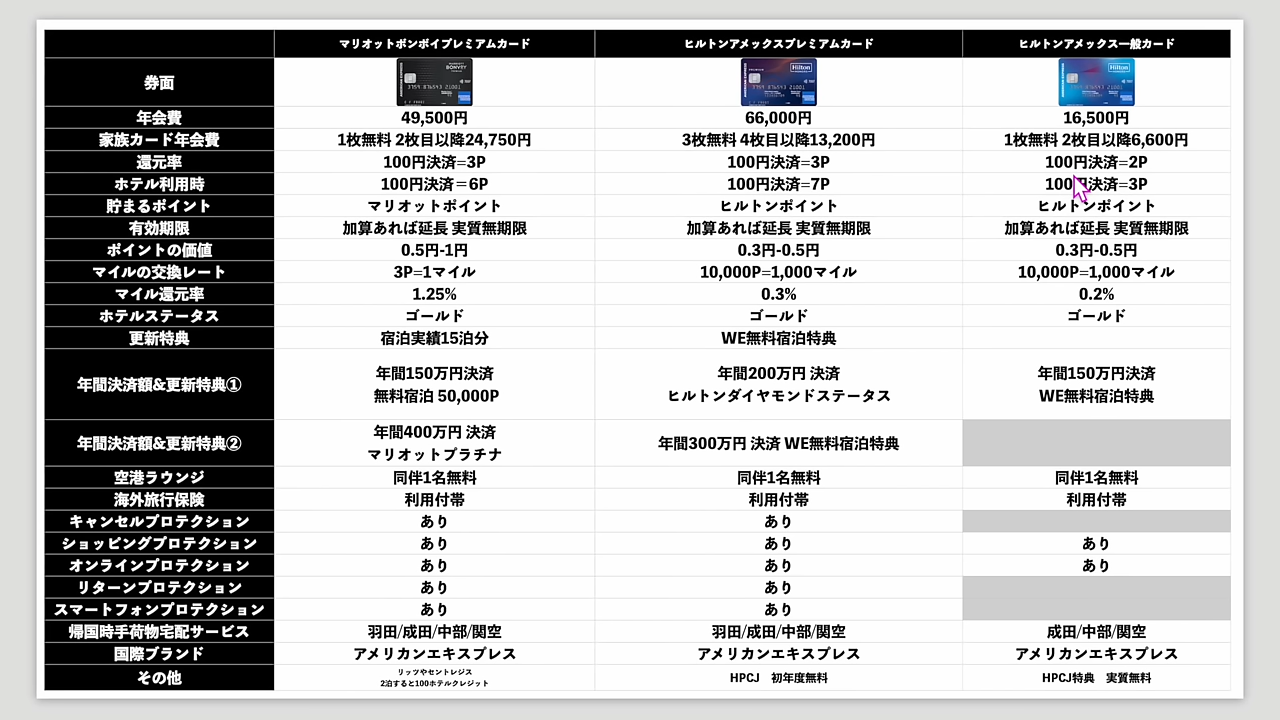 マリオットボンボイプレミアムカード ヒルトンアメックスプレミアムカード ヒルトンアメックス一般カード
券面
年会費 49,500円 66,000円 16,500円
家族カード年会費 1枚無料 2枚目以降24,750円 3枚無料 4枚目以降13,200円 1枚無料 2枚目以降6,600円
還元率 100円決済=3P 100円決済=3P 100円決済=2P
ホテル利用時 100円決済＝6P 100円決済=7P 100円決済=3P
貯まるポイント マリオットポイント ヒルトンポイント ヒルトンポイント
有効期限 加算あれば延長 実質無期限 加算あれば延長 実質無期限 加算あれば延長 実質無期限
ポイントの価値 0.5円-1円 0.3円-0.5円 0.3円-0.5円
マイルの交換レート 3P=1マイル 10,000P=1,000マイル 10,000P=1,000マイル
マイル還元率 1.25% 0.3% 0.2%
ホテルステータス ゴールド ゴールド ゴールド
更新特典 宿泊実績15泊分 WE無料宿泊特典
年間決済額&更新特典① 年間150万円決済 年間200万円 決済 年間150万円決済
無料宿泊 50,000P ヒルトンダイヤモンドステータス WE無料宿泊特典
年間決済額&更新特典② 年間400万円 決済 年間300万円 決済 WE無料宿泊特典
マリオットプラチナ
空港ラウンジ 同伴1名無料 同伴1名無料 同伴1名無料
海外旅行保険 利用付帯 利用付帯 利用付帯
キャンセルプロテクション あり あり
ショッピングプロテクション あり あり あり
オンラインプロテクション あり あり あり
リターンプロテクション あり あり
スマートフォンプロテクション あり あり
帰国時手荷物宅配サービス 羽田/成田/中部/関空 羽田/成田/中部/関空 成田/中部/関空
国際ブランド アメリカンエキスプレス アメリカンエキスプレス アメリカンエキスプレス
その他 リッツやセントレジス HPCJ　初年度無料 HPCJ特典　実質無料
2泊すると100ホテルクレジット